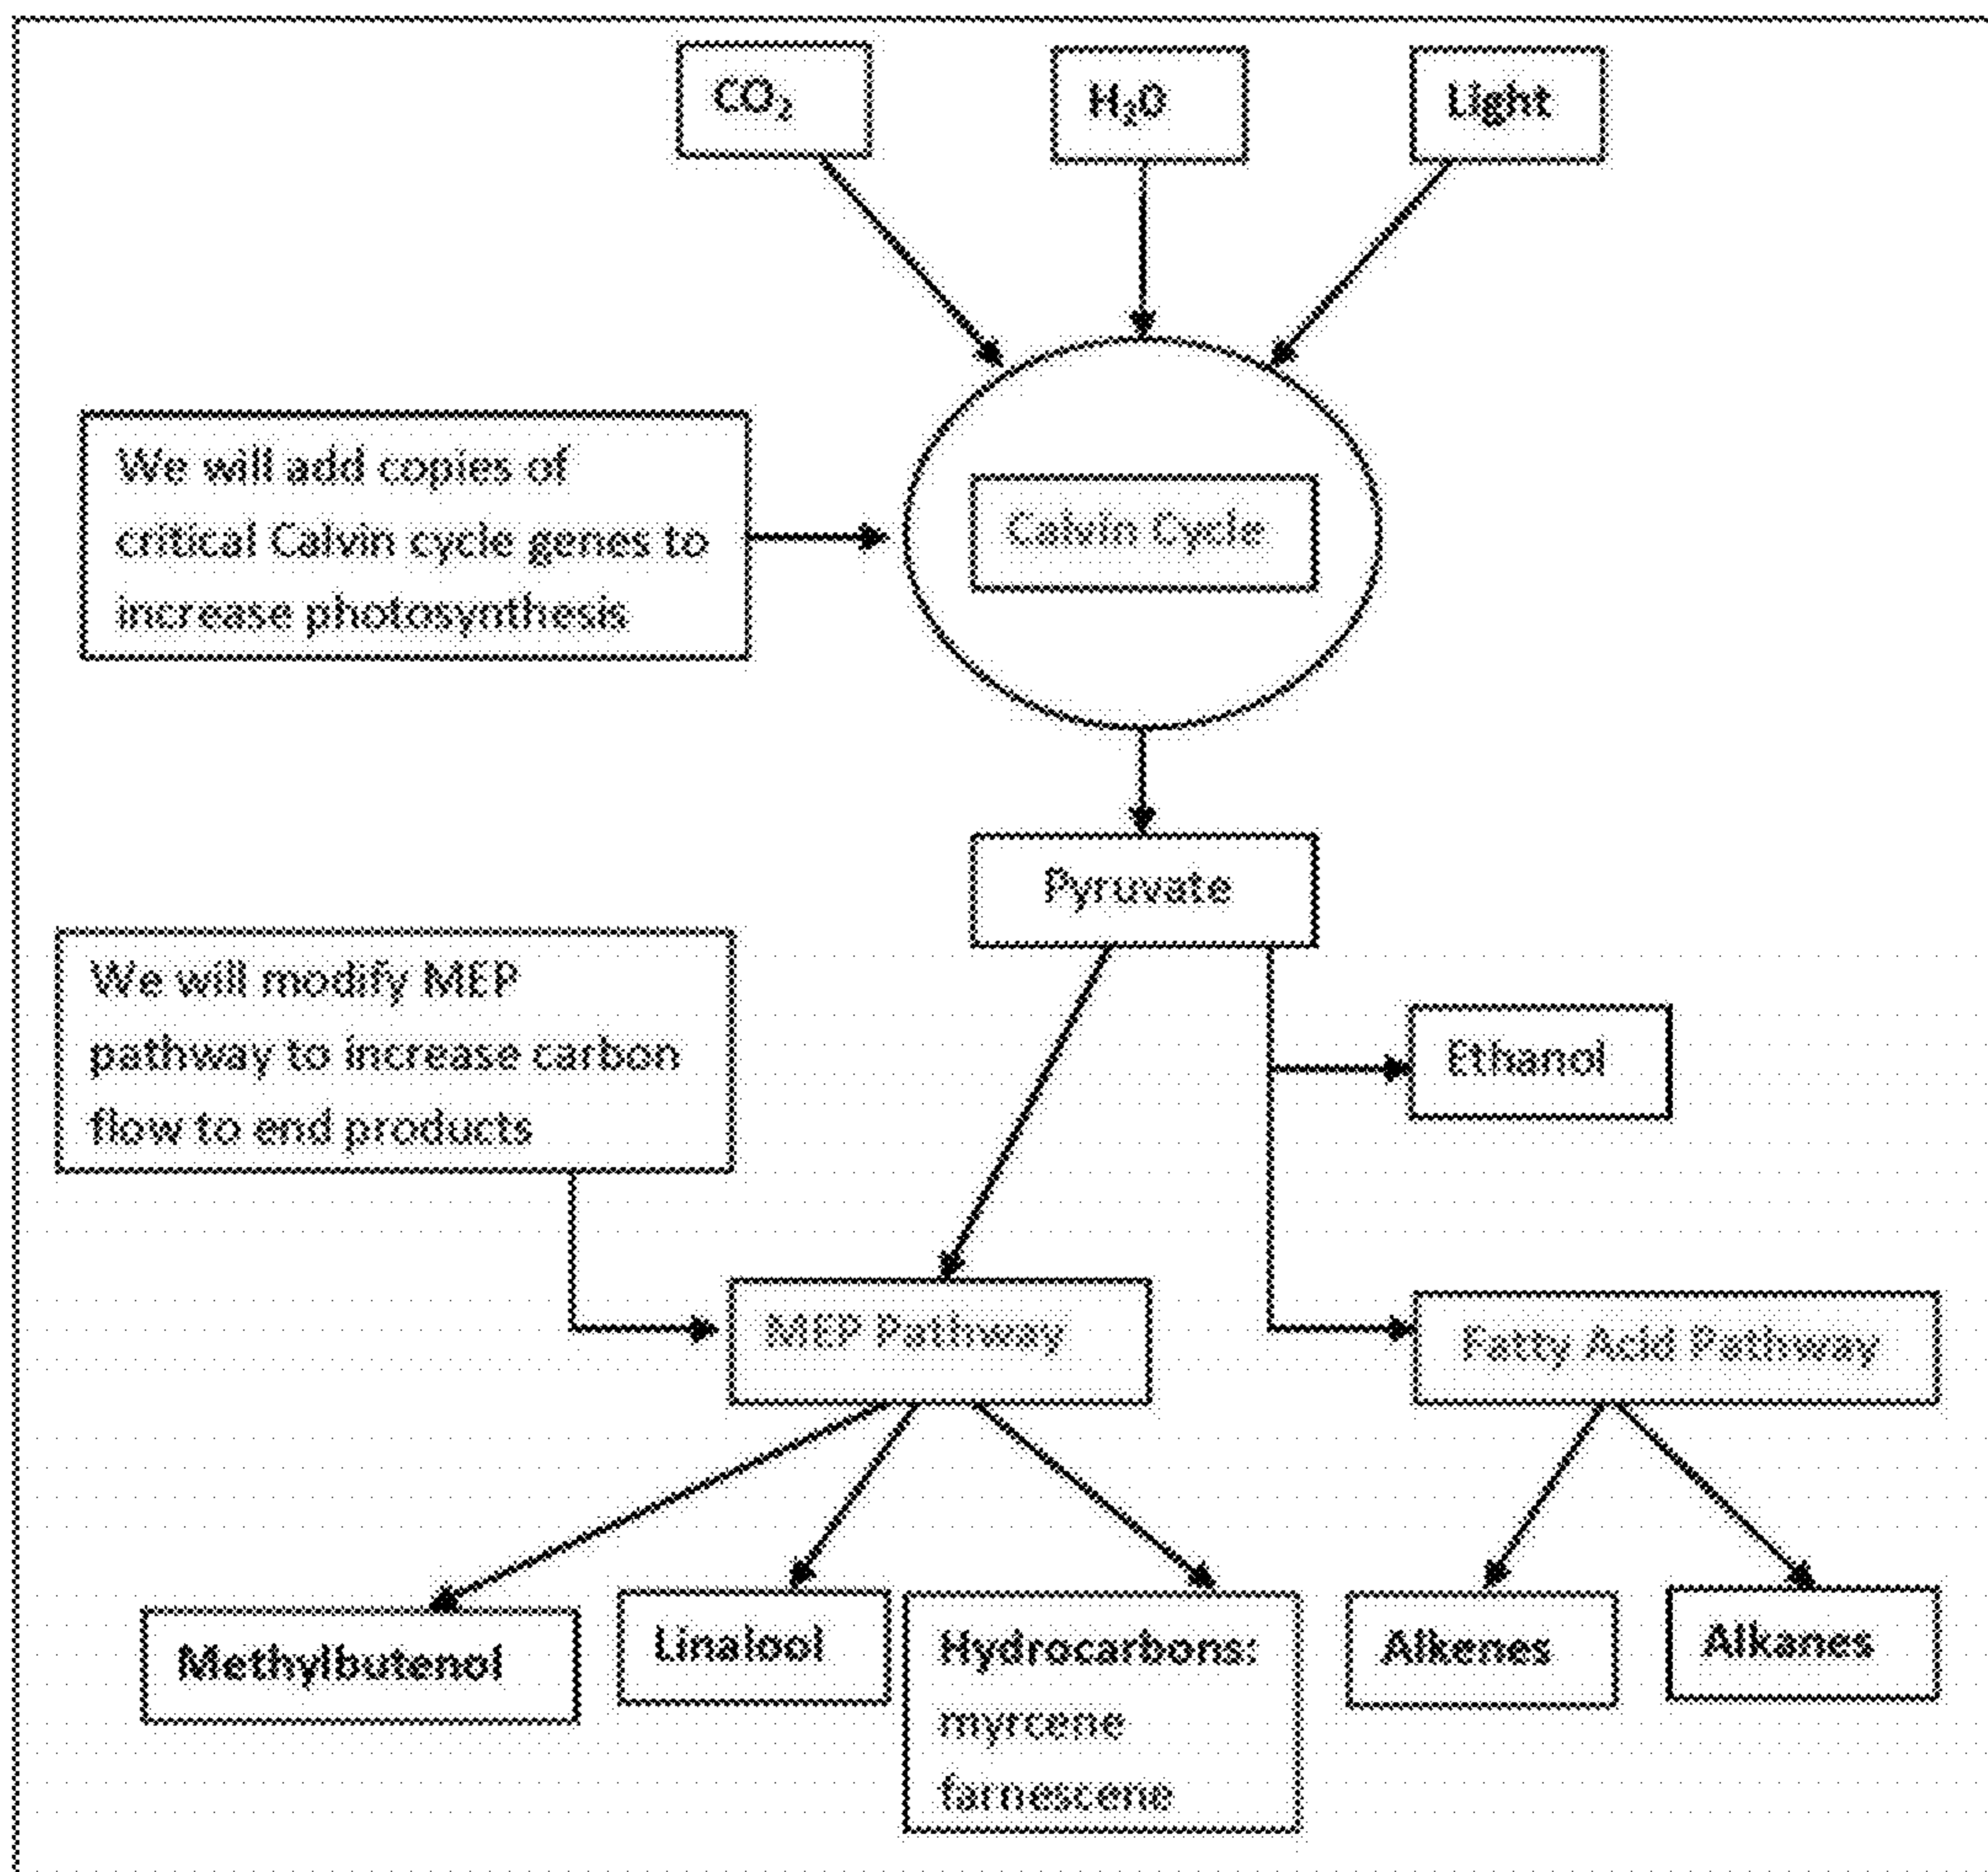 CO₂
H₂0
Light
We will add copies of
critical Calvin cycle genes to
increase photosynthesis
Calvin Cycle
Pyruvate
We will modify MEP
pathway to increase carbon
flow to end products
Ethanol
MEP Pathway
Fatty Acid Pathway
Methylbutenol
Linalool
Hydrocarbons:
myrcene
farnescene
Alkenes
Alkanes